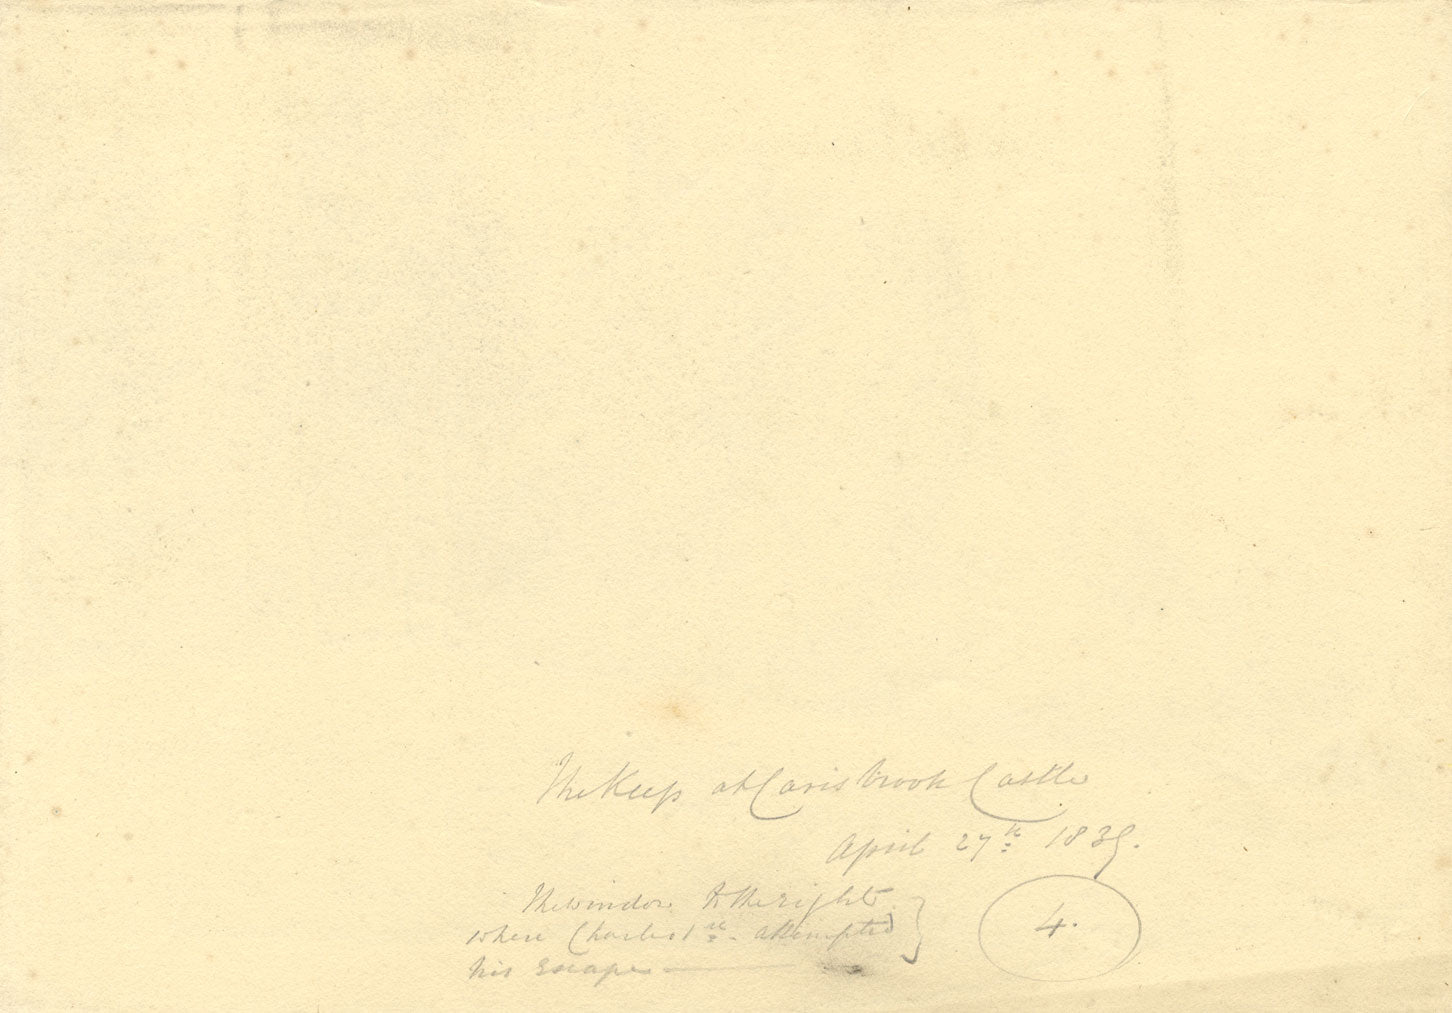 The Keep at Carisbrook Castle
April 27th 1839.
The window to the right
where Charles 1st. attempted
his escape
4.